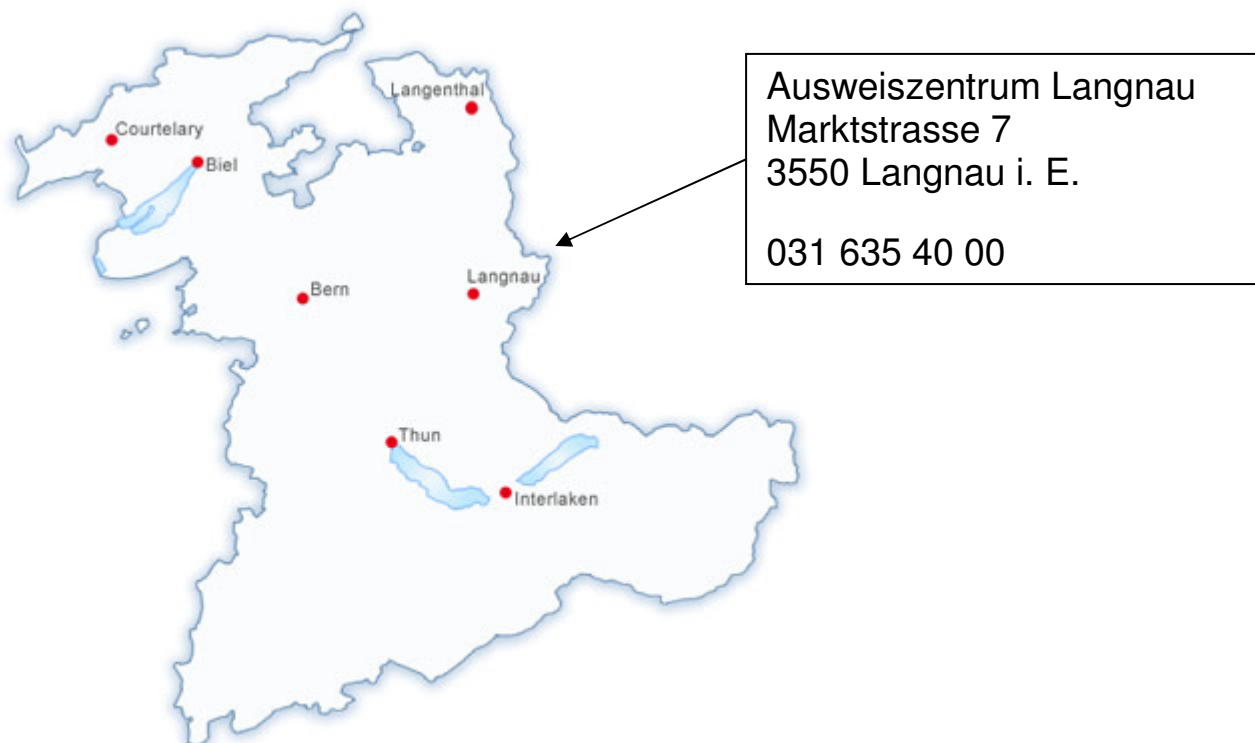 Langenthal
Courtelary
Biel
Bern
Langnau
Thun
Interlaken
Ausweiszentrum Langnau
Marktstrasse 7
3550 Langnau i. E.
031 635 40 00